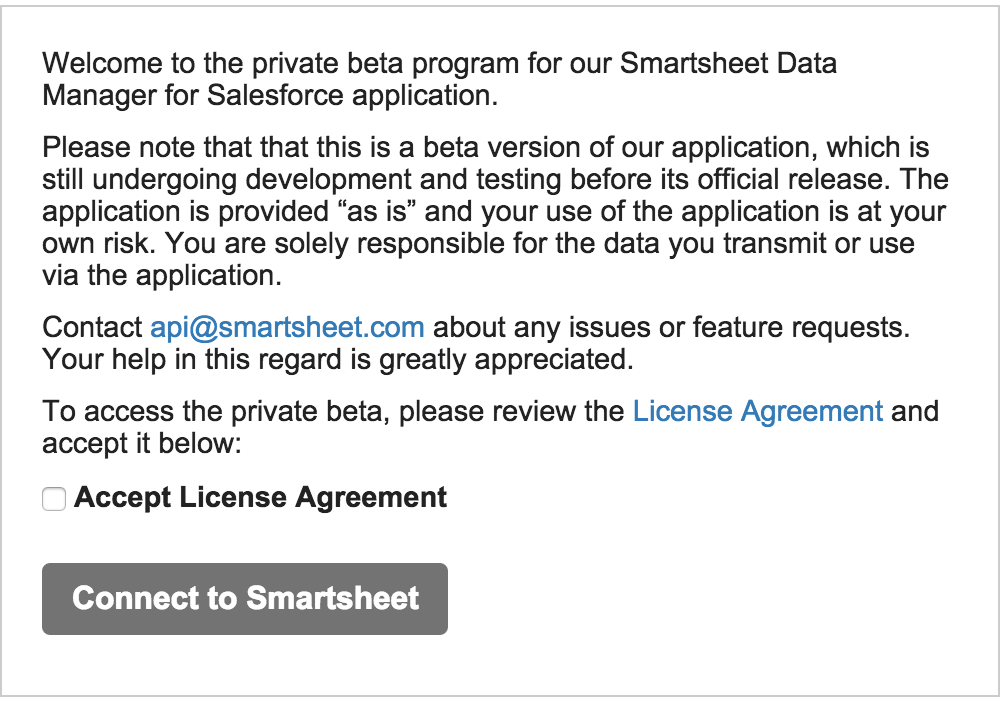 Welcome to the private beta program for our Smartsheet Data
Manager for Salesforce application.
Please note that that this is a beta version of our application, which is
still undergoing development and testing before its official release. The
application is provided “as is” and your use of the application is at your
own risk. You are solely responsible for the data you transmit or use
via the application.
Contact api@smartsheet.com about any issues or feature requests.
Your help in this regard is greatly appreciated.
To access the private beta, please review the License Agreement and
accept it below:
Accept License Agreement
Connect to Smartsheet